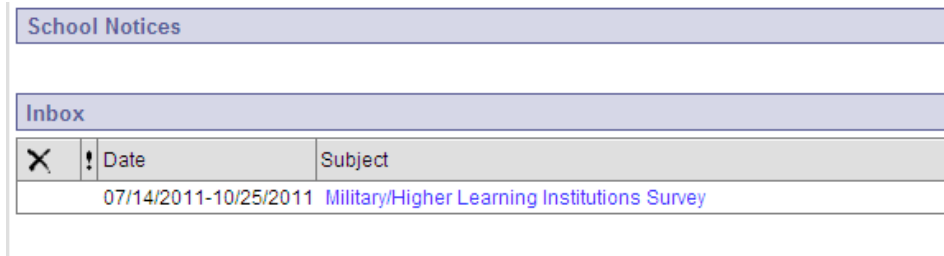 School Notices
Inbox
X ! Date Subject
07/14/2011-10/25/2011 Military/Higher Learning Institutions Survey